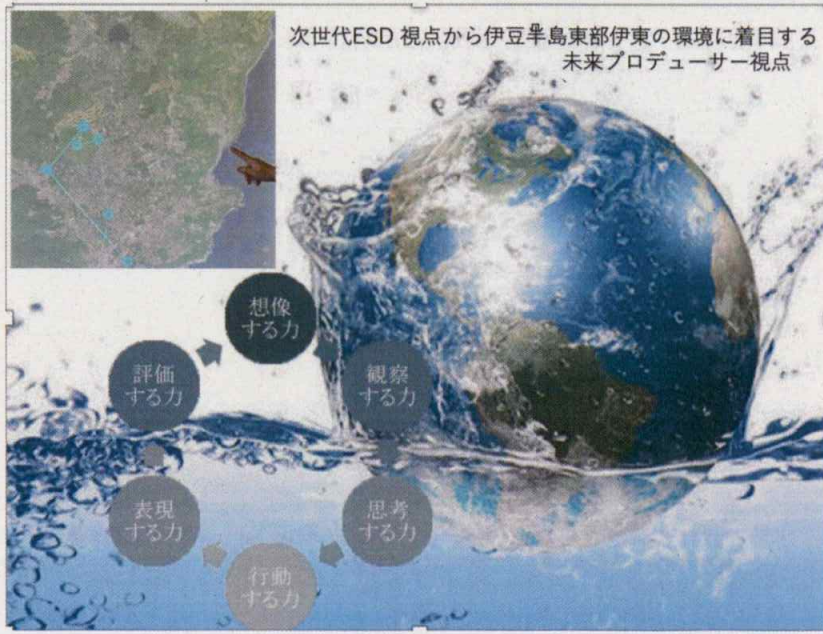 次世代ESD 視点から伊豆半島東部伊東の環境に着目する
未来プロデューサー視点
想像
する力
観察
する力
思考
する力
行動
する力
表現
する力
評価
する力